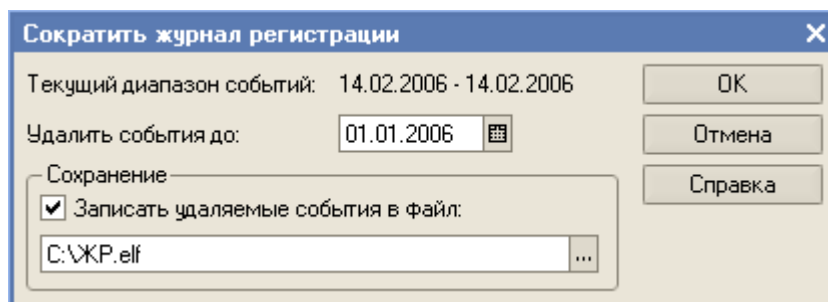 Сократить журнал регистрации
Текущий диапазон событий: 14.02.2006 - 14.02.2006
OK
Удалить события до: 01.01.2006
Отмена
Сохранение
Справка
Записать удаляемые события в файл:
C:\ЖР.elf
...